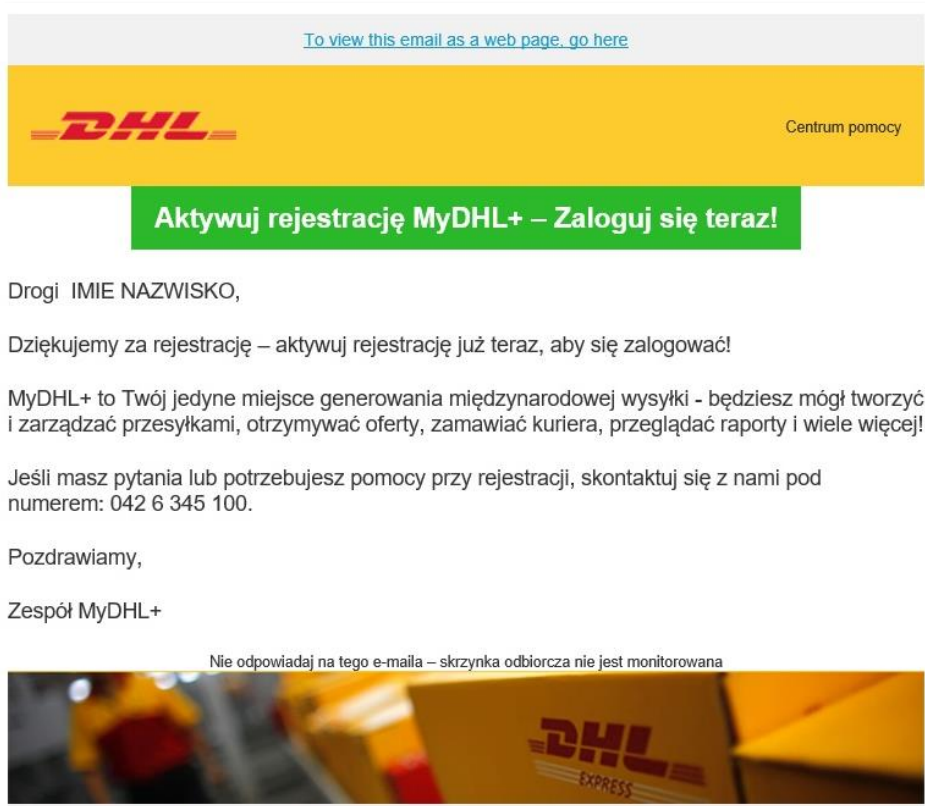 To view this email as a web page, go here
DHL
Centrum pomocy
Aktywuj rejestrację MyDHL+ – Zaloguj się teraz!
Drogi  IMIE NAZWISKO,
Dziękujemy za rejestrację – aktywuj rejestrację już teraz, aby się zalogować!
MyDHL+ to Twój jedyne miejsce generowania międzynarodowej wysyłki - będziesz mógł tworzyć
i zarządzać przesyłkami, otrzymywać oferty, zamawiać kuriera, przeglądać raporty i wiele więcej!
Jeśli masz pytania lub potrzebujesz pomocy przy rejestracji, skontaktuj się z nami pod
numerem: 042 6 345 100.
Pozdrawiamy,
Zespół MyDHL+
Nie odpowiadaj na tego e-maila – skrzynka odbiorcza nie jest monitorowana
DHL
EXPRESS